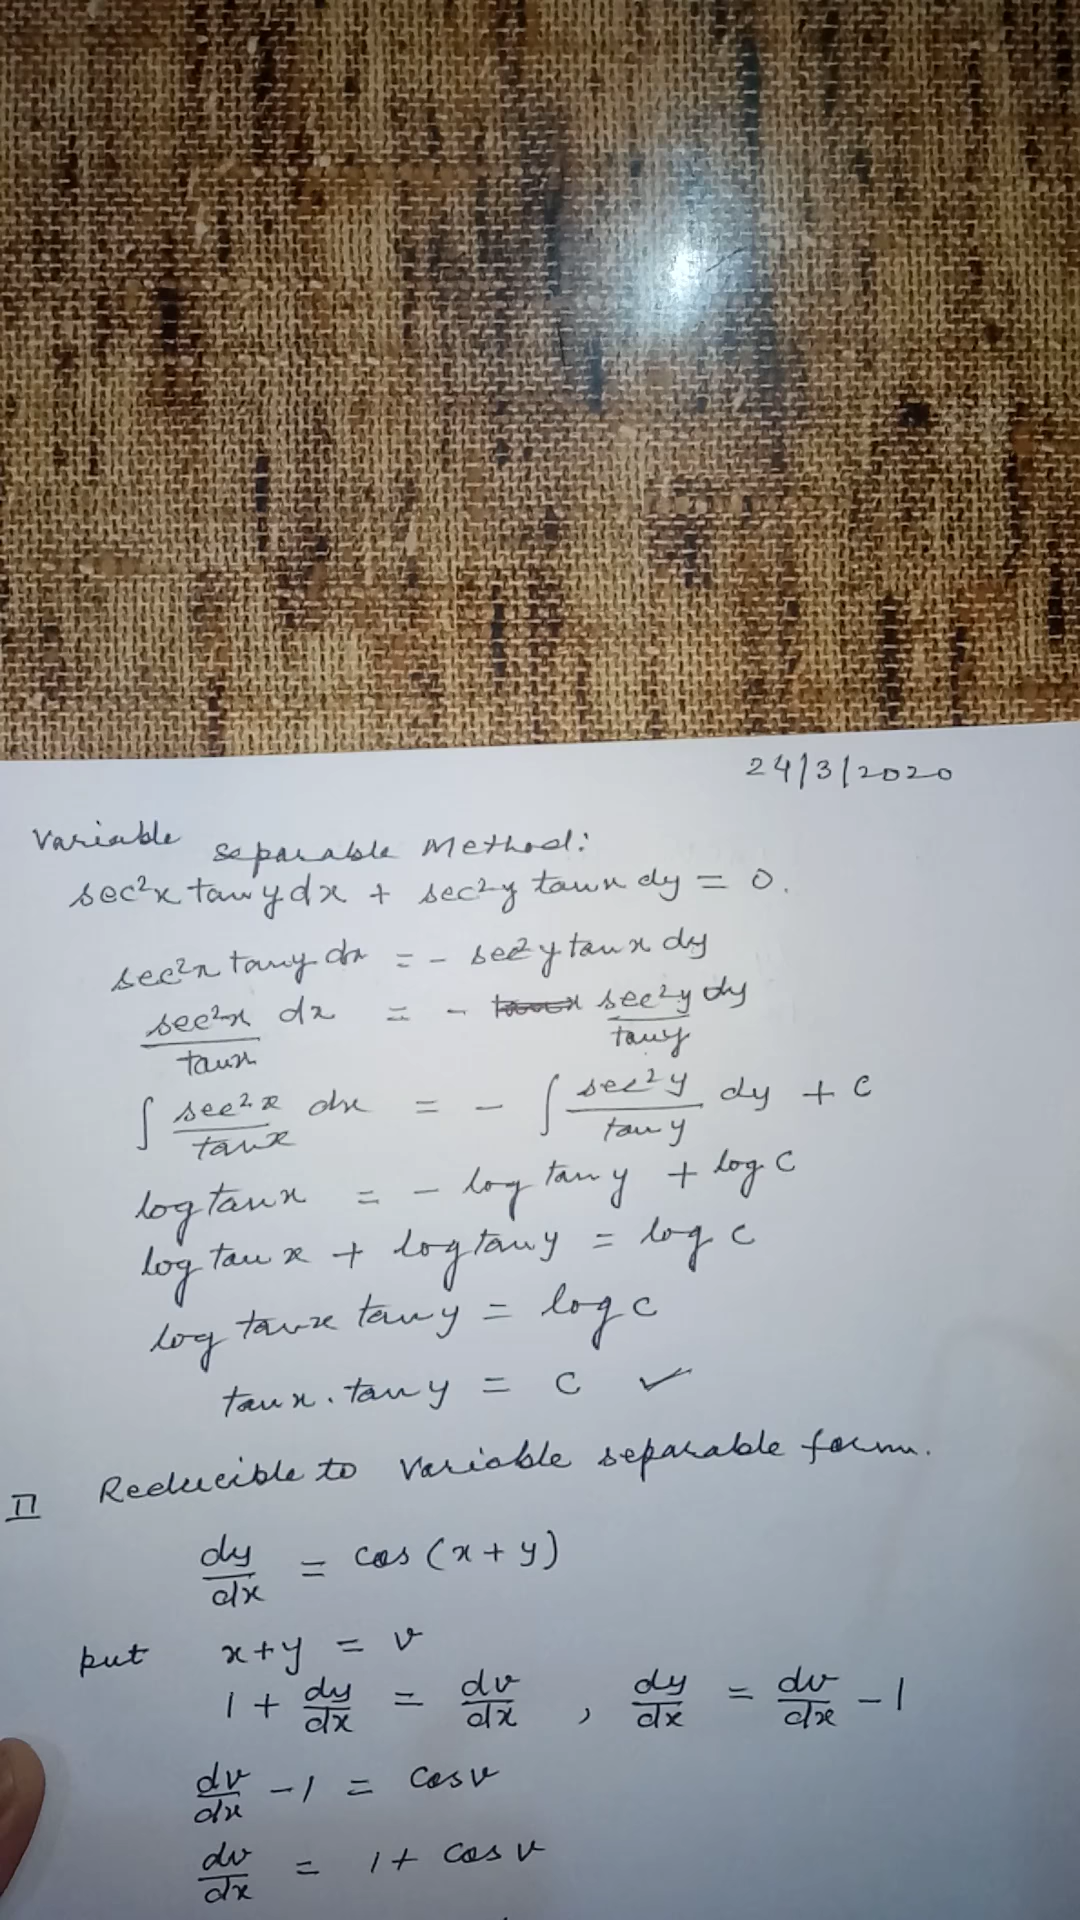 24/3/2020
Variable separable Method:
sec²x tany dx + sec²y tanx dy = 0.
sec²x tany dx = - sec²y tanx dy
sec²x/tanx dx = - sec²y/tany dy
∫ sec²x/tanx dx = - ∫ sec²y/tany dy + c
log tanx = - log tany + log c
log tanx + log tany = log c
log tanx tany = log c
tanx . tany = c ✓
II Reducible to Variable separable form.
dy/dx = cos (x+y)
put x+y = v
1 + dy/dx = dv/dx , dy/dx = dv/dx - 1
dv/dx - 1 = cosv
dv/dx = 1 + cos v